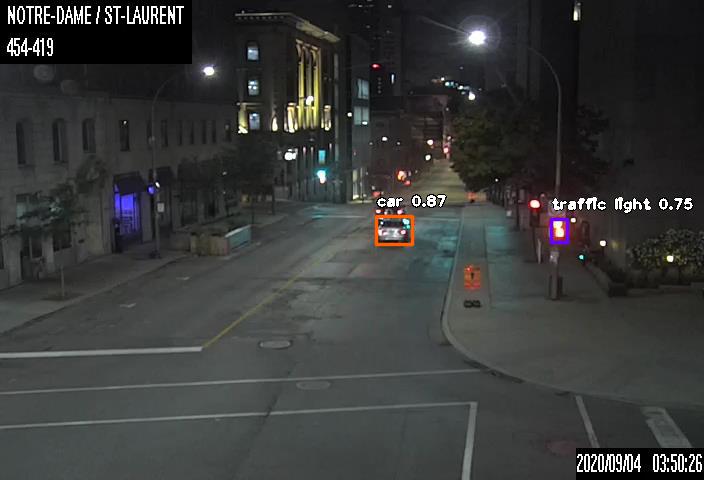 NOTRE-DAME / ST-LAURENT
454-419
car 0.87
traffic light 0.75
2020/09/04 03:50:26